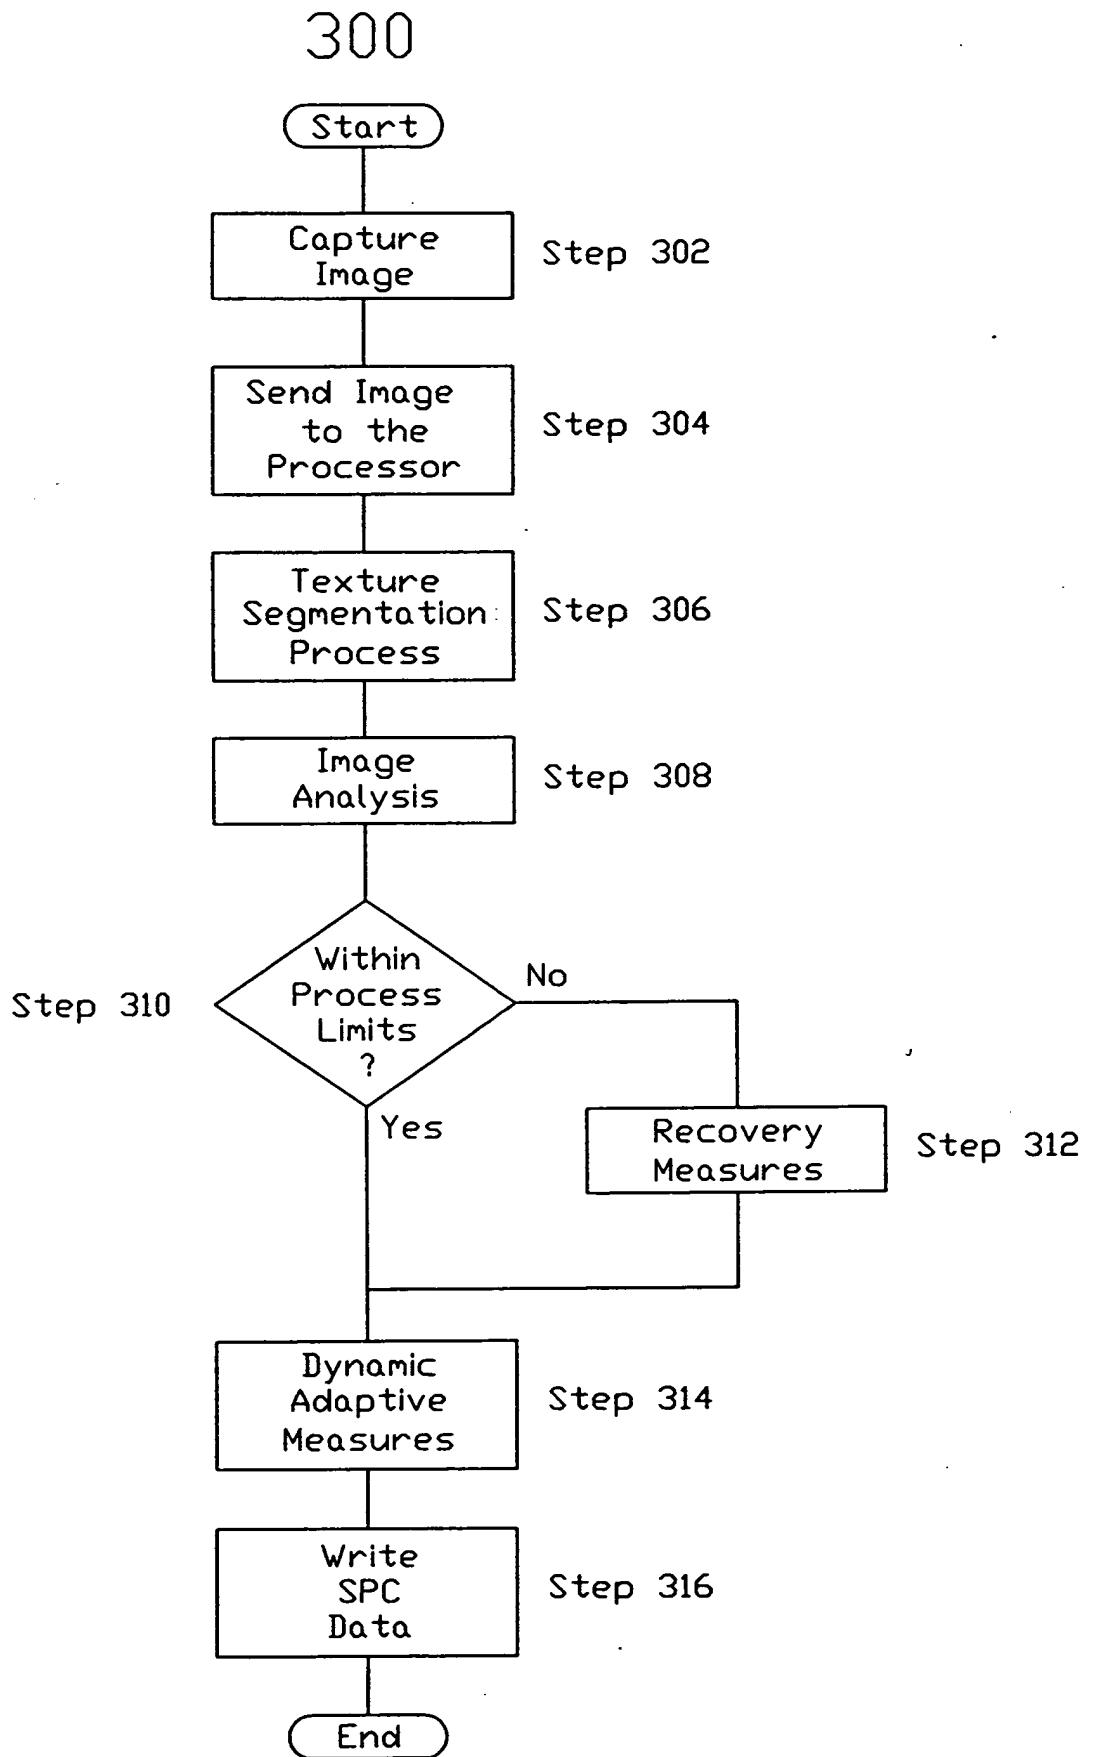 300
Start
Capture
Image
Step 302
Send Image
to the
Processor
Step 304
Texture
Segmentation
Process
Step 306
Image
Analysis
Step 308
Within
Process
Limits
?
Step 310
No
Yes
Recovery
Measures
Step 312
Dynamic
Adaptive
Measures
Step 314
Write
SPC
Data
Step 316
End